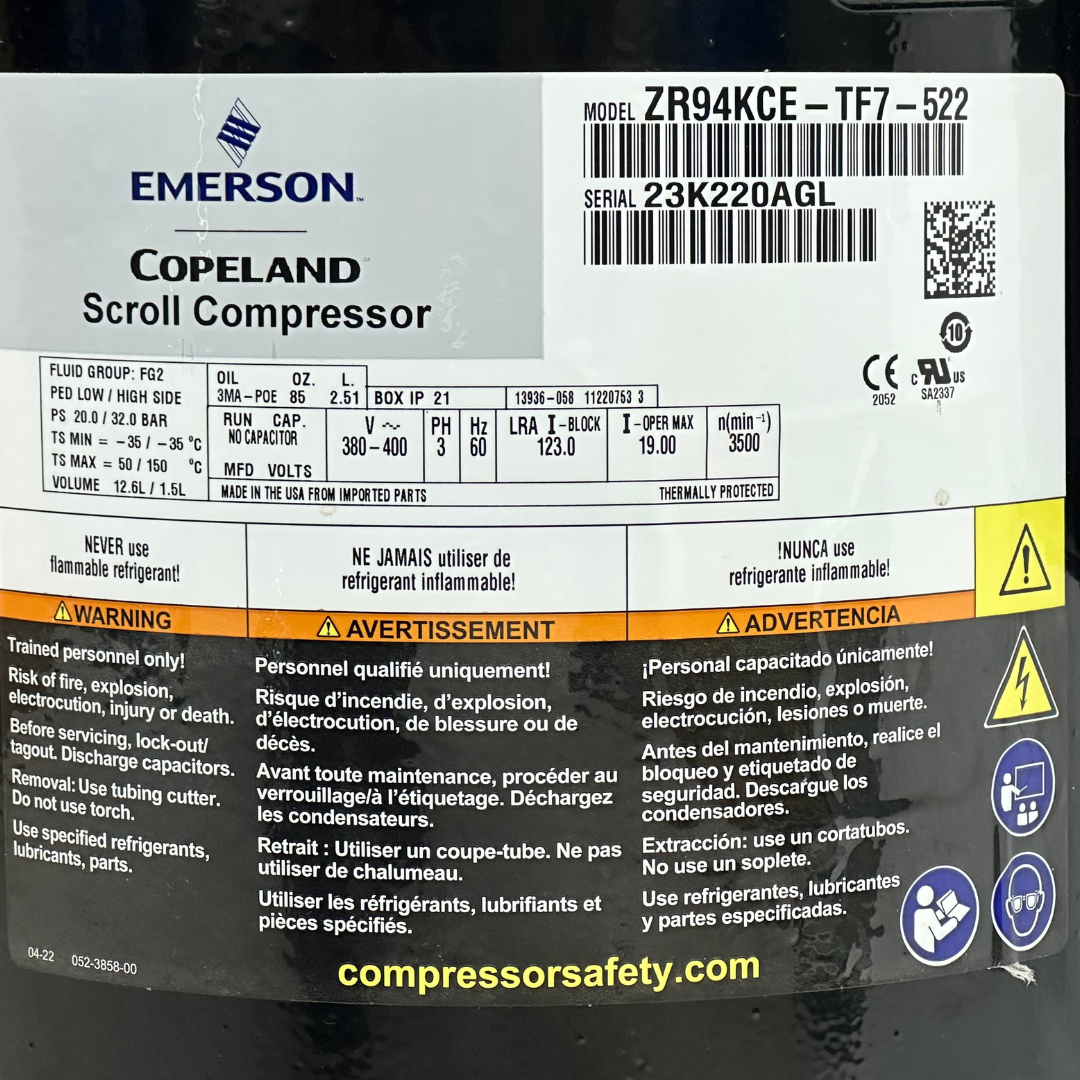 EMERSON™
COPELAND
Scroll Compressor
MODEL ZR94KCE-TF7-522
SERIAL 23K220AGL
10
CE
2052
c RU US
SA2337
FLUID GROUP: FG2
PED LOW / HIGH SIDE
PS 20.0 / 32.0 BAR
TS MIN = -35 / -35 °C
TS MAX = 50 / 150 °C
VOLUME 12.6L / 1.5L
OIL OZ. L.
3MA-POE 85 2.51
BOX IP 21
13936-058 11220753 3
RUN CAP.
NO CAPACITOR
MFD VOLTS
V ~
380-400
PH
3
Hz
60
LRA I-BLOCK
123.0
I-OPER MAX
19.00
n(min⁻¹)
3500
MADE IN THE USA FROM IMPORTED PARTS
THERMALLY PROTECTED
NEVER use
flammable refrigerant!
NE JAMAIS utiliser de
refrigerant inflammable!
!NUNCA use
refrigerante inflammable!
WARNING
Trained personnel only!
Risk of fire, explosion,
electrocution, injury or death.
Before servicing, lock-out/
tagout. Discharge capacitors.
Removal: Use tubing cutter.
Do not use torch.
Use specified refrigerants,
lubricants, parts.
AVERTISSEMENT
Personnel qualifié uniquement!
Risque d'incendie, d'explosion,
d'électrocution, de blessure ou de
décès.
Avant toute maintenance, procéder au
verrouillage/à l'étiquetage. Déchargez
les condensateurs.
Retrait : Utiliser un coupe-tube. Ne pas
utiliser de chalumeau.
Utiliser les réfrigérants, lubrifiants et
pièces spécifiés.
ADVERTENCIA
¡Personal capacitado únicamente!
Riesgo de incendio, explosión,
electrocución, lesiones o muerte.
Antes del mantenimiento, realice el
bloqueo y etiquetado de
seguridad. Descargue los
condensadores.
Extracción: use un cortatubos.
No use un soplete.
Use refrigerantes, lubricantes
y partes especificadas.
04-22 052-3858-00
compressorsafety.com